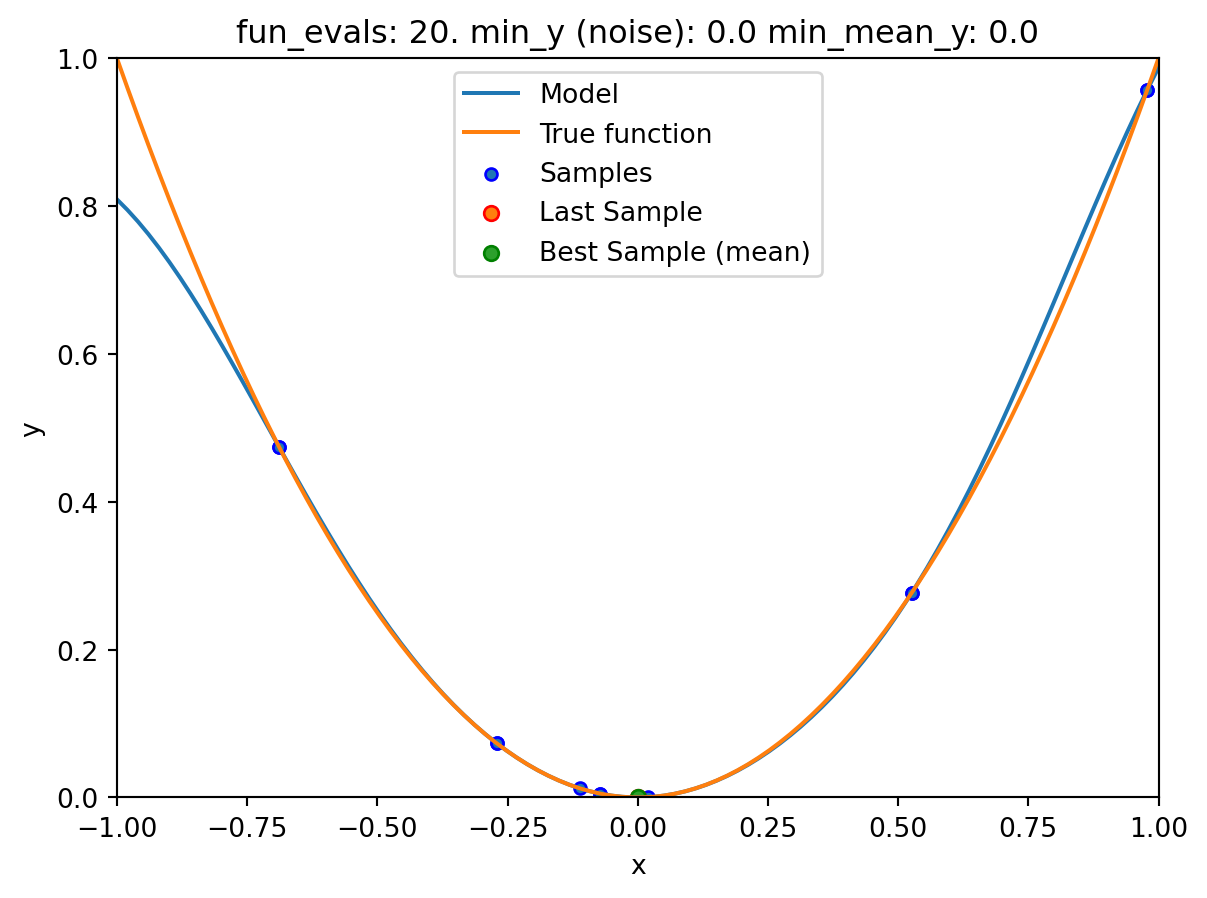 fun_evals: 20. min_y (noise): 0.0 min_mean_y: 0.0
1.0
0.8
0.6
0.4
0.2
0.0
y
Model
True function
Samples
Last Sample
Best Sample (mean)
−1.00 −0.75 −0.50 −0.25 0.00 0.25 0.50 0.75 1.00
x